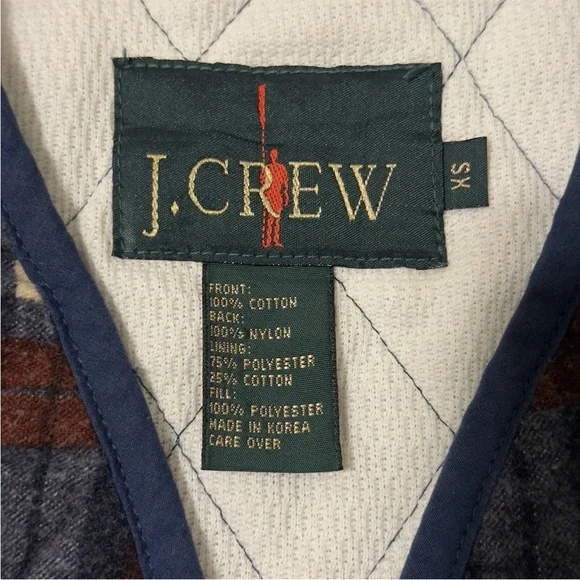 J.CREW
XS
FRONT:
100% COTTON
BACK:
100% NYLON
LINING:
75% POLYESTER
25% COTTON
FILL:
100% POLYESTER
MADE IN KOREA
CARE OVER